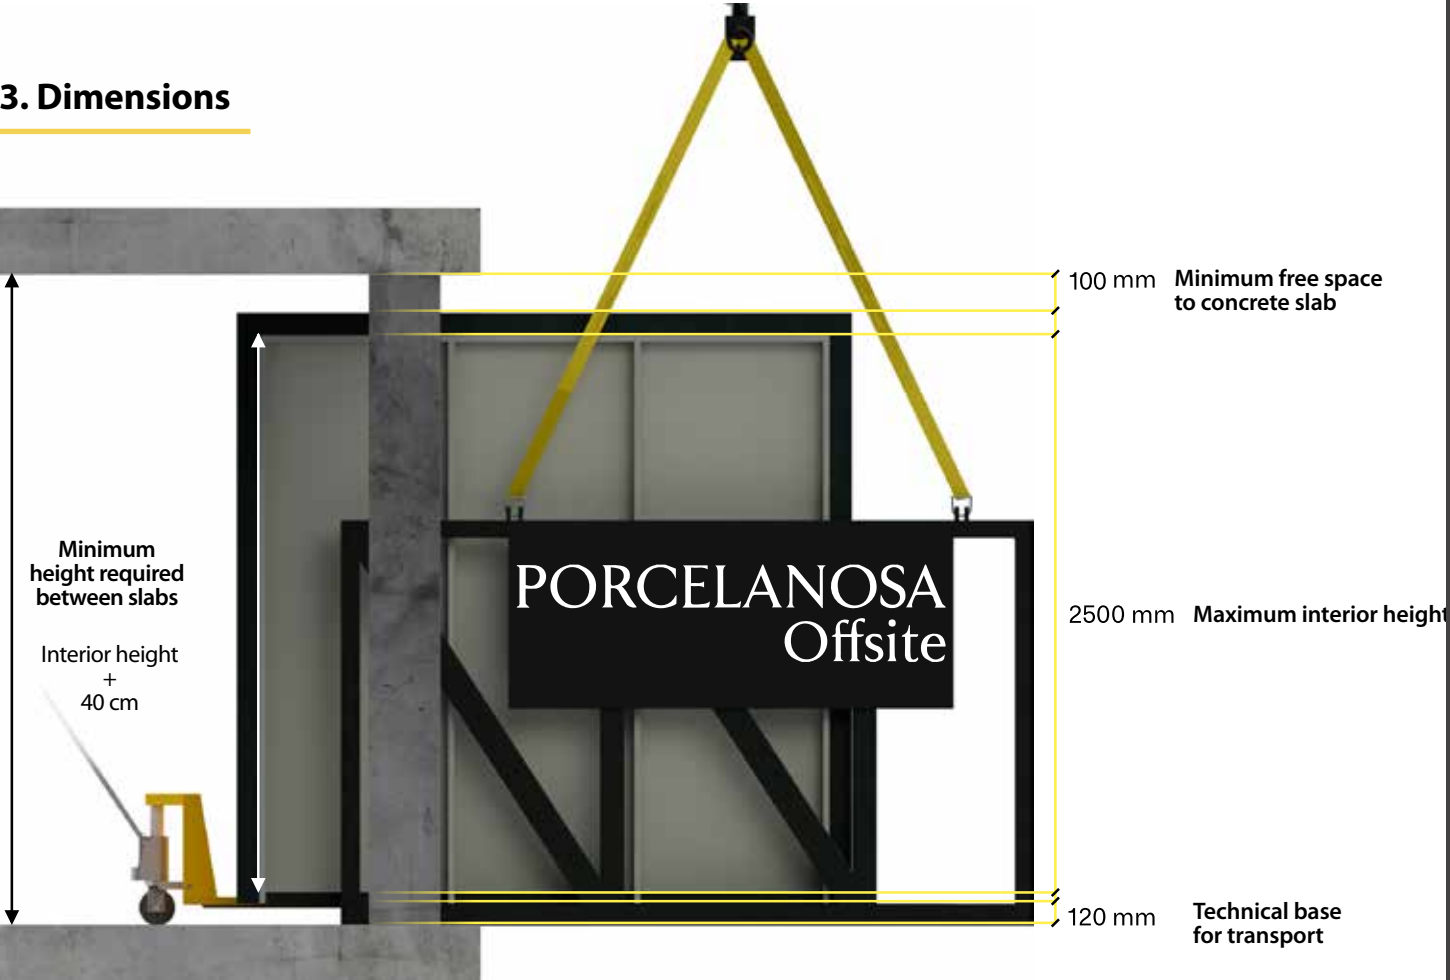 3. Dimensions
100 mm
Minimum free space
to concrete slab
Minimum
height required
between slabs
Interior height
+
40 cm
PORCELANOSA
Offsite
2500 mm
Maximum interior height
120 mm
Technical base
for transport